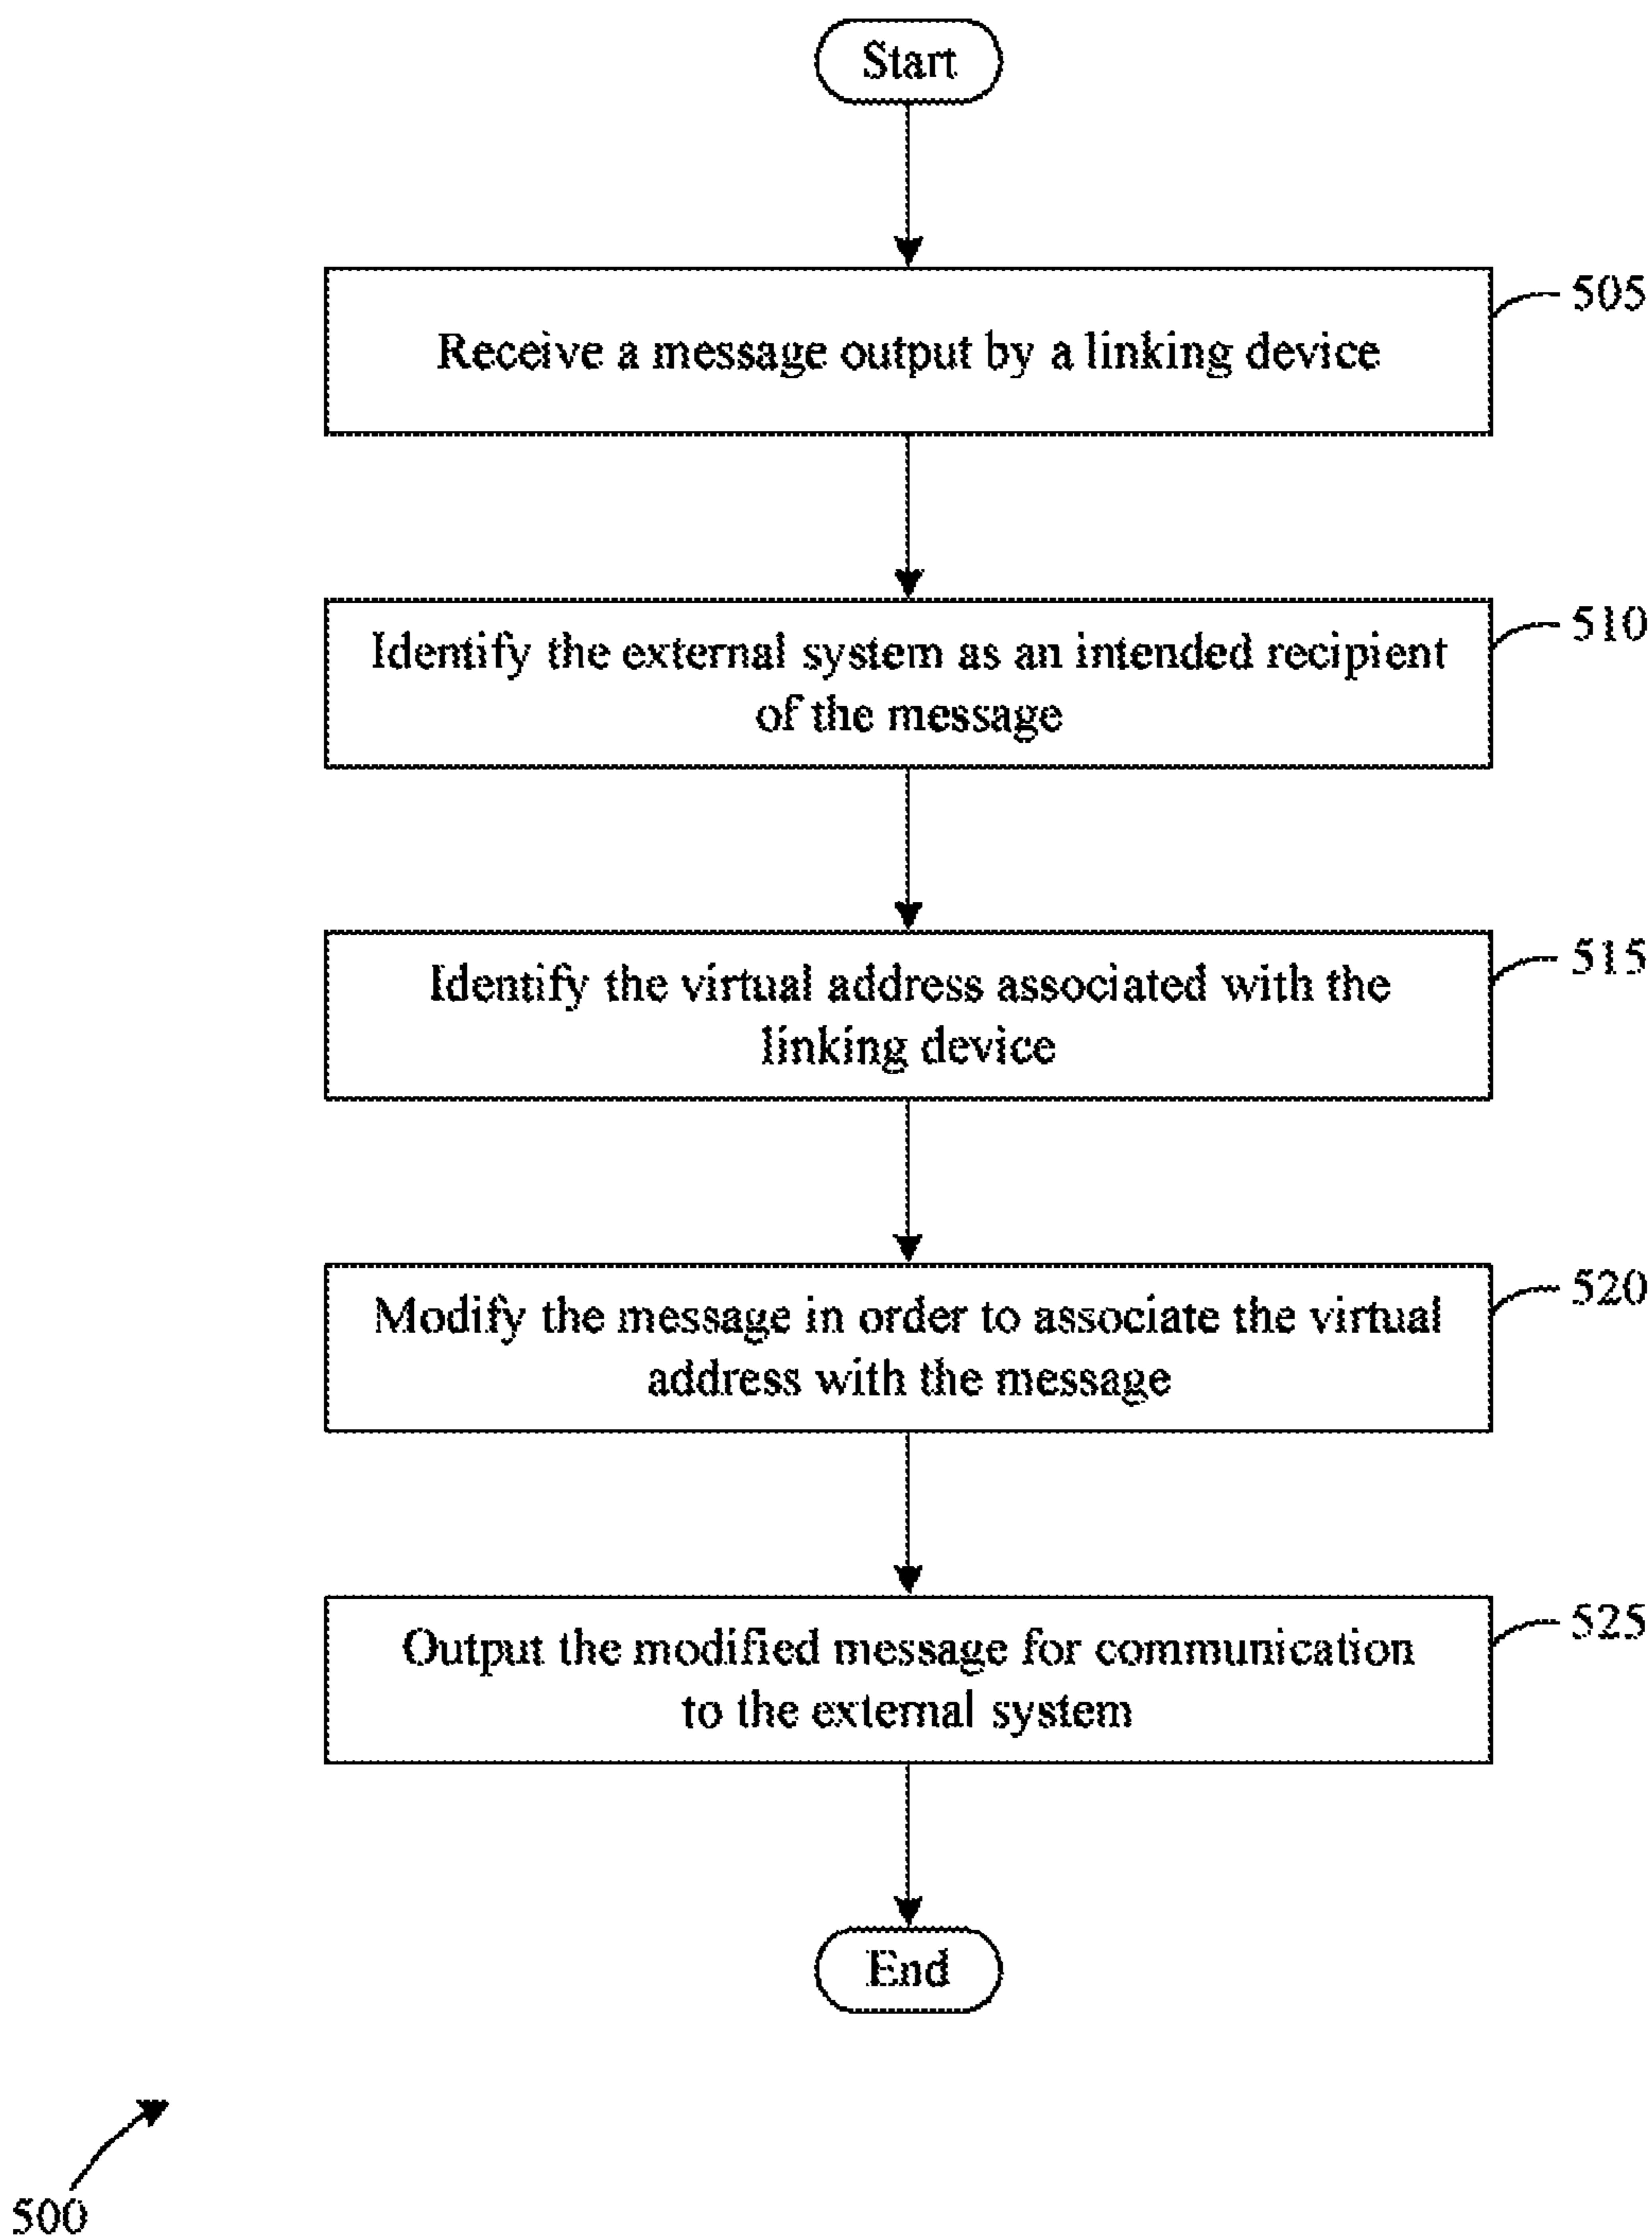 Start
505
Receive a message output by a linking device
510
Identify the external system as an intended recipient
of the message
515
Identify the virtual address associated with the
linking device
520
Modify the message in order to associate the virtual
address with the message
525
Output the modified message for communication
to the external system
End
500